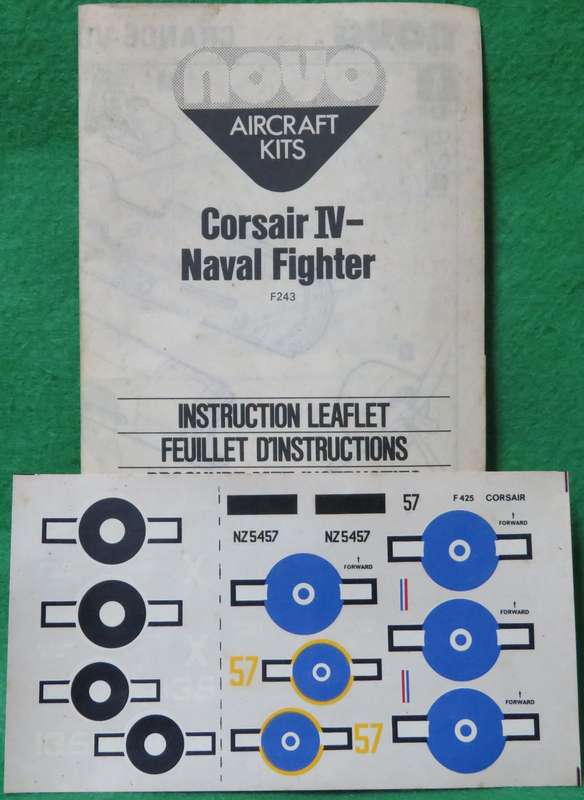 novo
AIRCRAFT
KITS
Corsair IV–
Naval Fighter
F243
INSTRUCTION LEAFLET
FEUILLET D'INSTRUCTIONS
57
F 425 CORSAIR
NZ5457
NZ5457
FORWARD
FORWARD
FORWARD
57
57
FORWARD
X
X